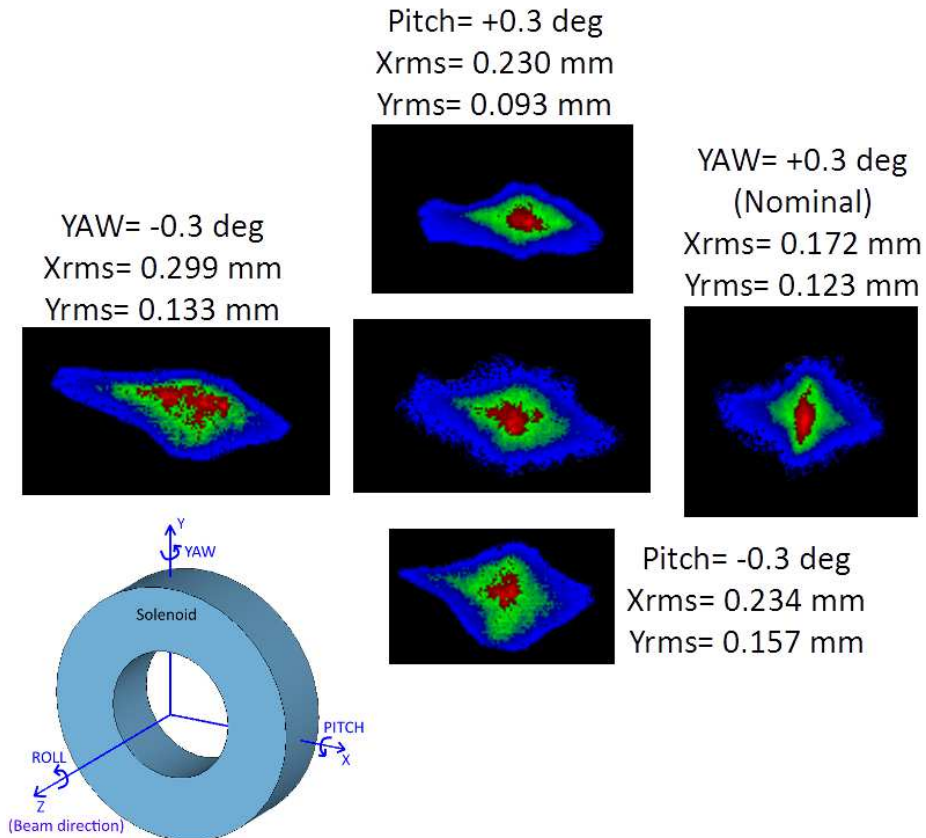 Pitch= +0.3 deg
Xrms= 0.230 mm
Yrms= 0.093 mm
YAW= +0.3 deg
(Nominal)
Xrms= 0.172 mm
Yrms= 0.123 mm
YAW= -0.3 deg
Xrms= 0.299 mm
Yrms= 0.133 mm
Pitch= -0.3 deg
Xrms= 0.234 mm
Yrms= 0.157 mm
Y
YAW
Solenoid
PITCH
X
ROLL
Z
(Beam direction)